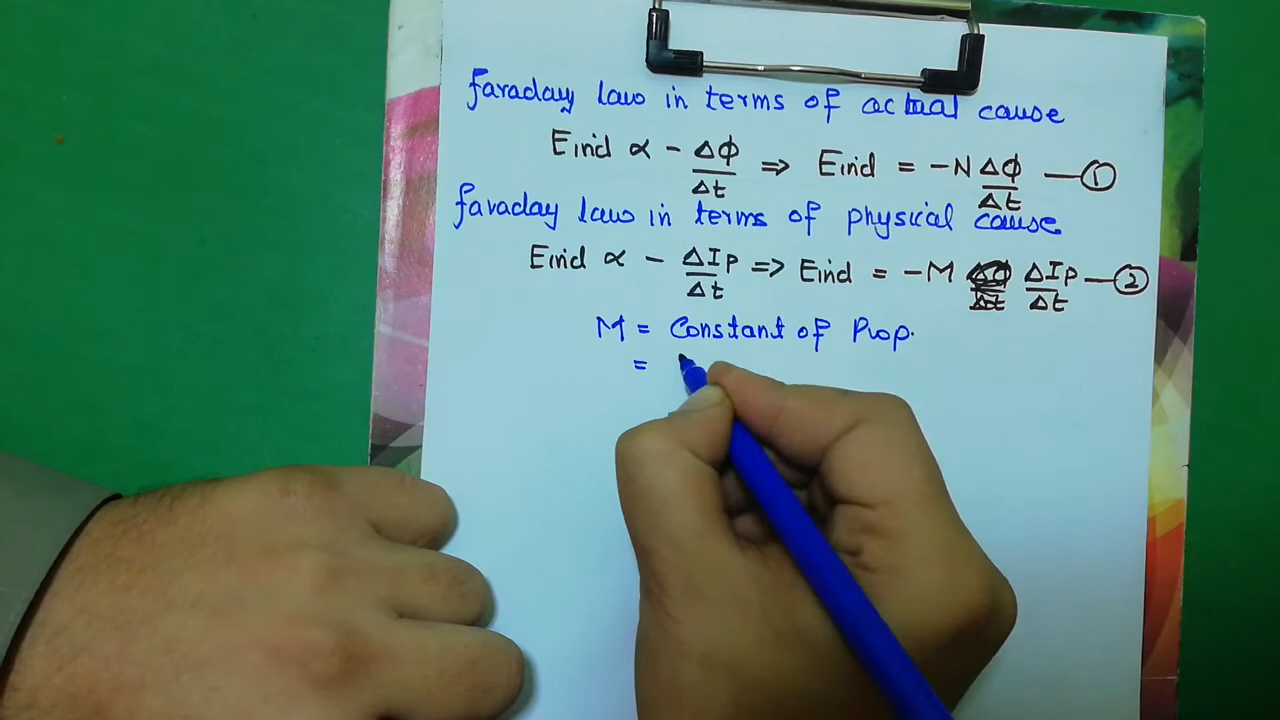 faraday law in terms of actual cause
Eind ∝ - ΔΦ/Δt ⇒ Eind = -N ΔΦ/Δt —①
faraday law in terms of physical cause
Eind ∝ - ΔIp/Δt ⇒ Eind = -M ΔIp/Δt —②
M = Constant of Prop.
=